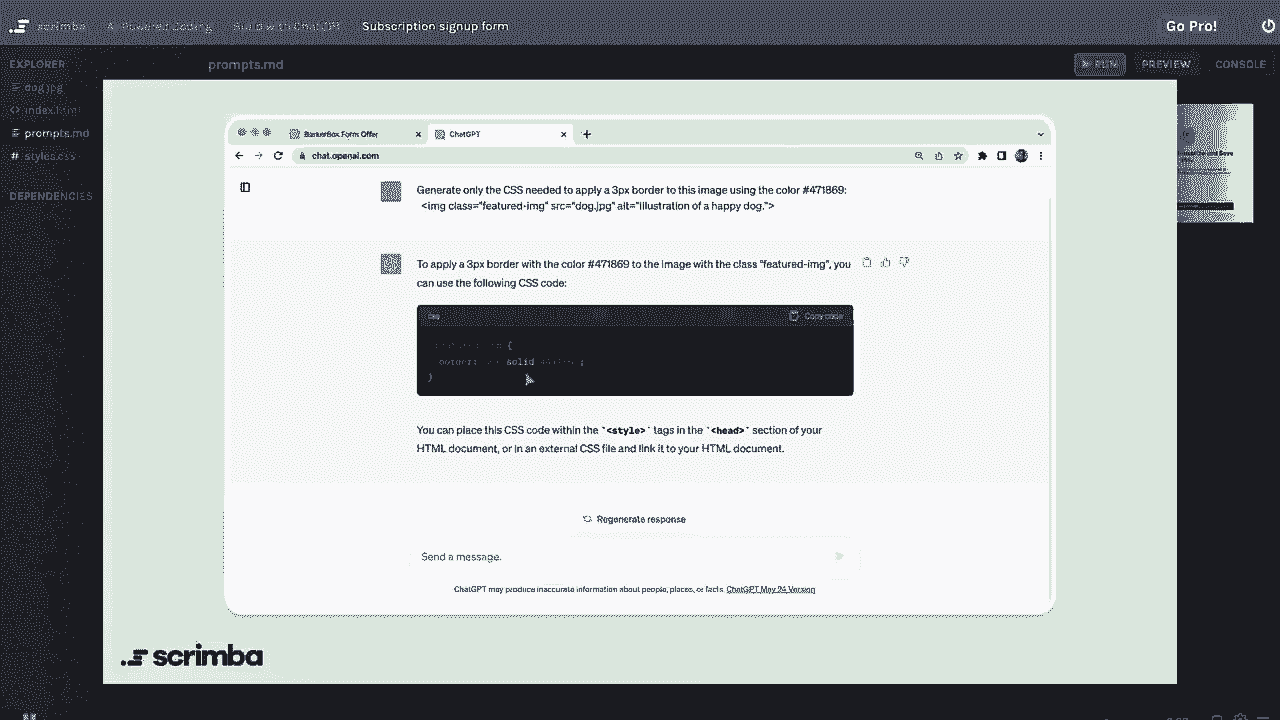 scrimba AI-Powered Coding Build with ChatGPT Subscription signup form Go Pro!
EXPLORER prompts.md RUN PREVIEW CONSOLE
dog.jpg
index.html
prompts.md
styles.css
DEPENDENCIES
BarkerBox Form Offer ChatGPT
chat.openai.com
Generate only the CSS needed to apply a 3px border to this image using the color #471869:
<img class="featured-img" src="dog.jpg" alt="Illustration of a happy dog.">
To apply a 3px border with the color #471869 to the image with the class "featured-img", you
can use the following CSS code:
css Copy code
{
border: solid ;
}
You can place this CSS code within the `<style>` tags in the `<head>` section of your
HTML document, or in an external CSS file and link it to your HTML document.
Regenerate response
Send a message.
ChatGPT may produce inaccurate information about people, places, or facts. ChatGPT May 24 Version
scrimba